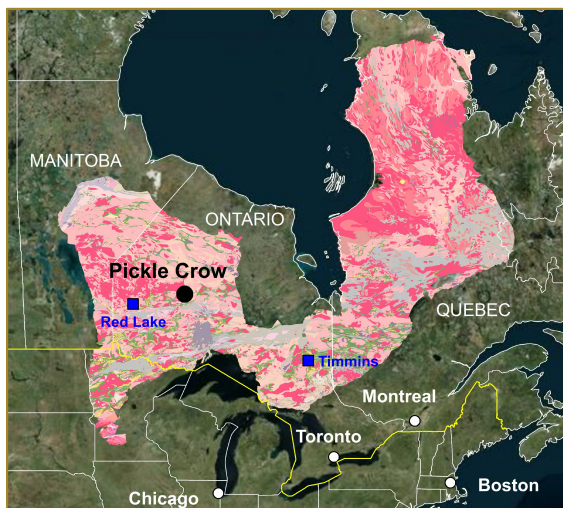 MANITOBA
ONTARIO
Pickle Crow
Red Lake
QUEBEC
Timmins
Montreal
Toronto
Chicago
Boston